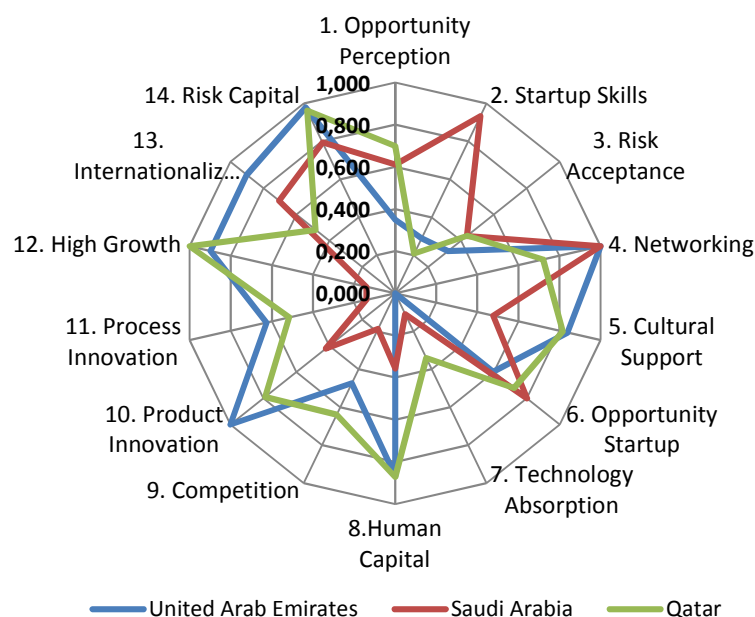 1. Opportunity
Perception
1,000
0,800
0,600
0,400
0,200
0,000
2. Startup Skills
3. Risk
Acceptance
4. Networking
5. Cultural
Support
6. Opportunity
Startup
7. Technology
Absorption
8.Human
Capital
9. Competition
10. Product
Innovation
11. Process
Innovation
12. High Growth
13.
Internationaliz...
14. Risk Capital
United Arab Emirates
Saudi Arabia
Qatar